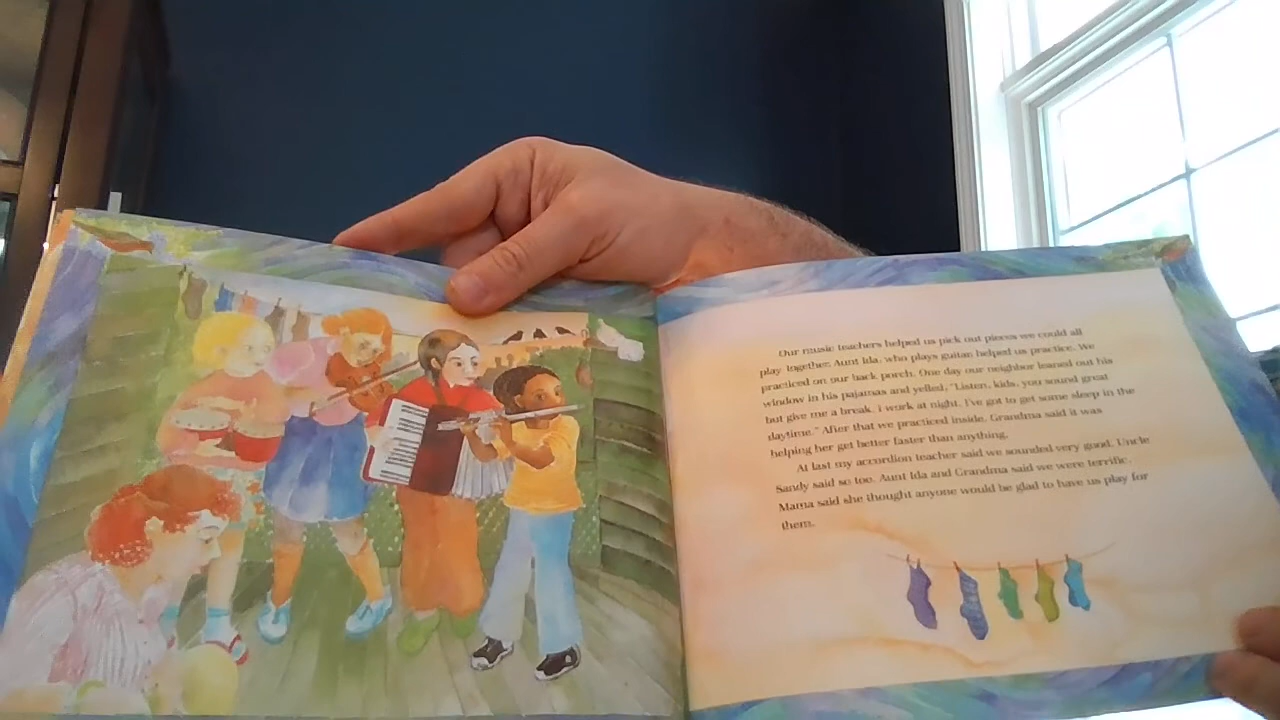 Our music teachers helped us pick out pieces we could all
play together. Aunt Ida, who plays guitar, helped us practice. We
practiced on our back porch. One day our neighbor leaned out his
window in his pajamas and yelled, "Listen, kids, you sound great
but give me a break. I work at night. I've got to get some sleep in the
daytime." After that we practiced inside. Grandma said it was
helping her get better faster than anything.
At last my accordion teacher said we sounded very good. Uncle
Sandy said so too. Aunt Ida and Grandma said we were terrific.
Mama said she thought anyone would be glad to have us play for
them.